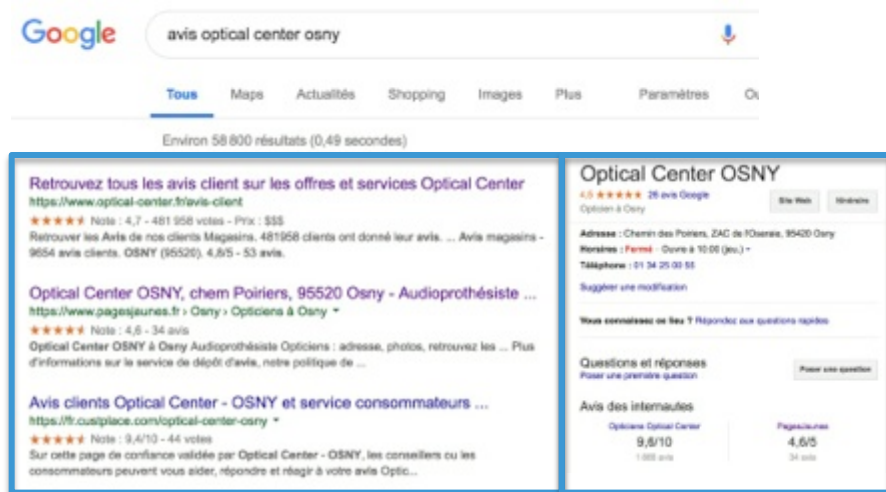 Google
avis optical center osny
Tous Maps Actualités Shopping Images Plus Paramètres Ou
Environ 58 800 résultats (0,49 secondes)
Retrouvez tous les avis client sur les offres et services Optical Center
https://www.optical-center.fr/avis-client
Note : 4,7 - 481 958 votes - Prix : $$$
Retrouver les Avis de nos clients Magasins. 481958 clients ont donné leur avis. ... Avis magasins -
9654 avis clients. OSNY (95520). 4,8/5 - 53 avis.
Optical Center OSNY, chem Poiriers, 95520 Osny - Audioprothésiste ...
https://www.pagesjaunes.fr › Osny › Opticiens à Osny
Note : 4,6 - 34 avis
Optical Center OSNY à Osny Audioprothésiste Opticiens : adresse, photos, retrouvez les ... Plus
d'informations sur le service de dépôt d'avis, notre politique de ...
Avis clients Optical Center - OSNY et service consommateurs ...
https://fr.custplace.com/optical-center-osny
Note : 9,4/10 - 44 votes
Sur cette page de confiance validée par Optical Center - OSNY, les conseillers ou les
consommateurs peuvent vous aider, répondre et réagir à votre avis Optic...
Optical Center OSNY
4,6 26 avis Google
Opticien à Osny
Site Web Itinéraire
Adresse : Chemin des Poiriers, ZAC de l'Oseraie, 95420 Osny
Horaires : Fermé · Ouvre à 10:00 (jeu.)
Téléphone : 01 34 25 00 55
Suggérer une modification
Vous connaissez ce lieu ? Répondez aux questions rapides
Questions et réponses
Poser une première question
Poser une question
Avis des internautes
Opticiens Optical Center PagesJaunes
9,6/10 4,6/5
avis 34 avis